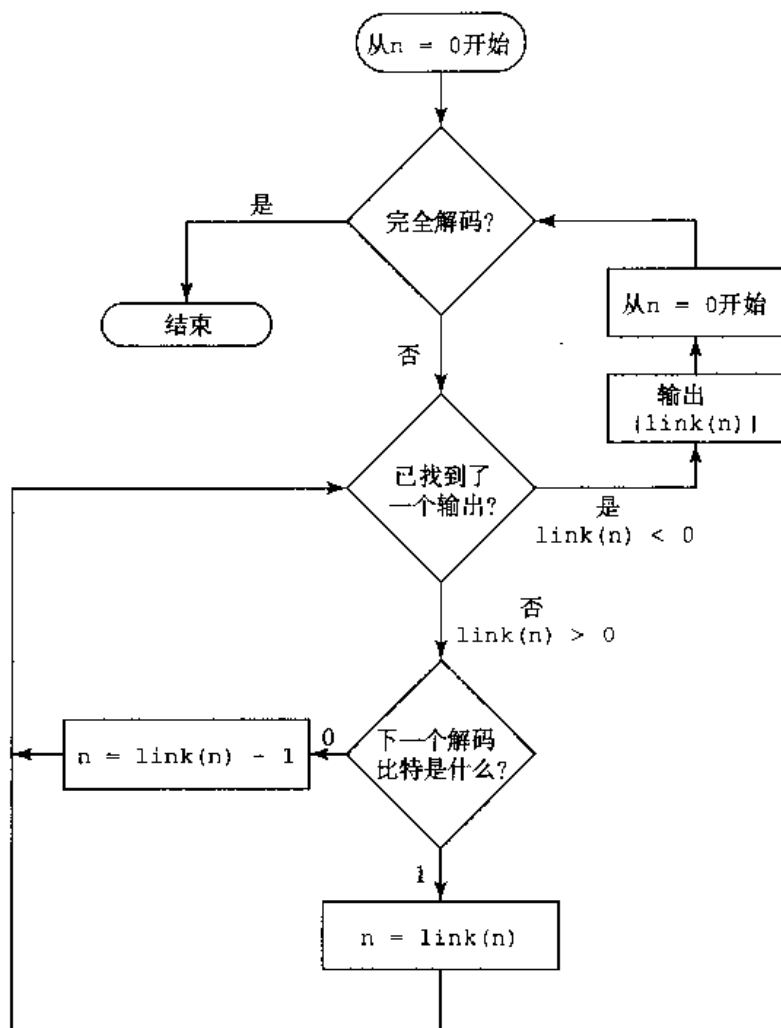 从n = 0开始
完全解码?
是
结束
从n = 0开始
否
输出
|link(n)|
已找到了
一个输出?
是
link(n) < 0
否
link(n) > 0
0
n = link(n) - 1
下一个解码
比特是什么?
1
n = link(n)